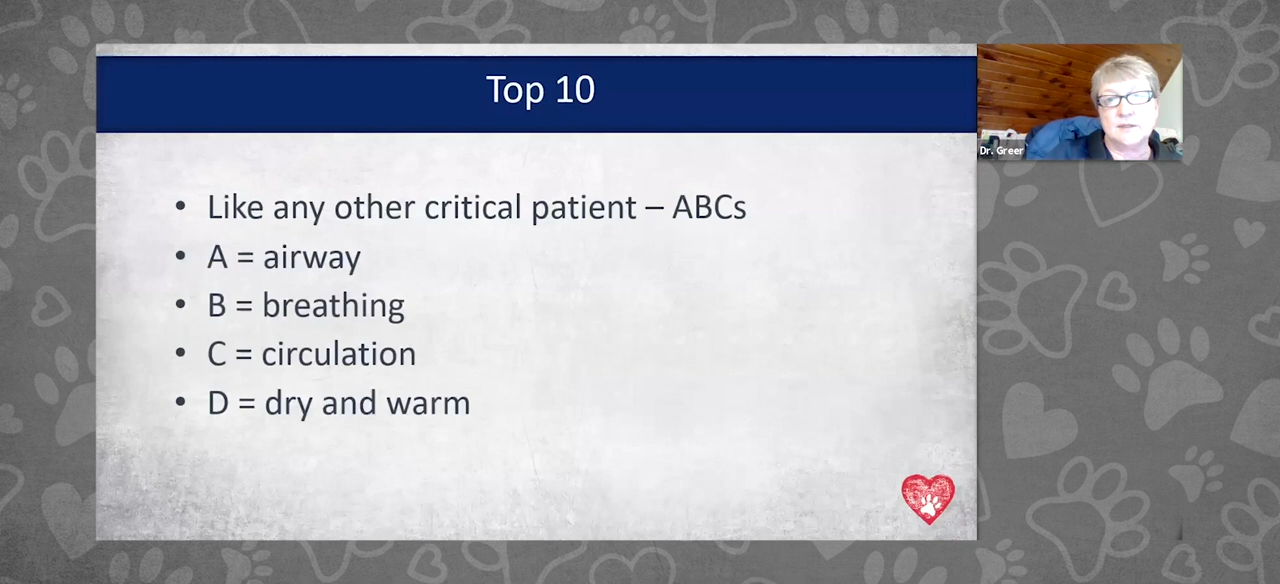 Top 10
• Like any other critical patient – ABCs
• A = airway
• B = breathing
• C = circulation
• D = dry and warm
Dr. Greer